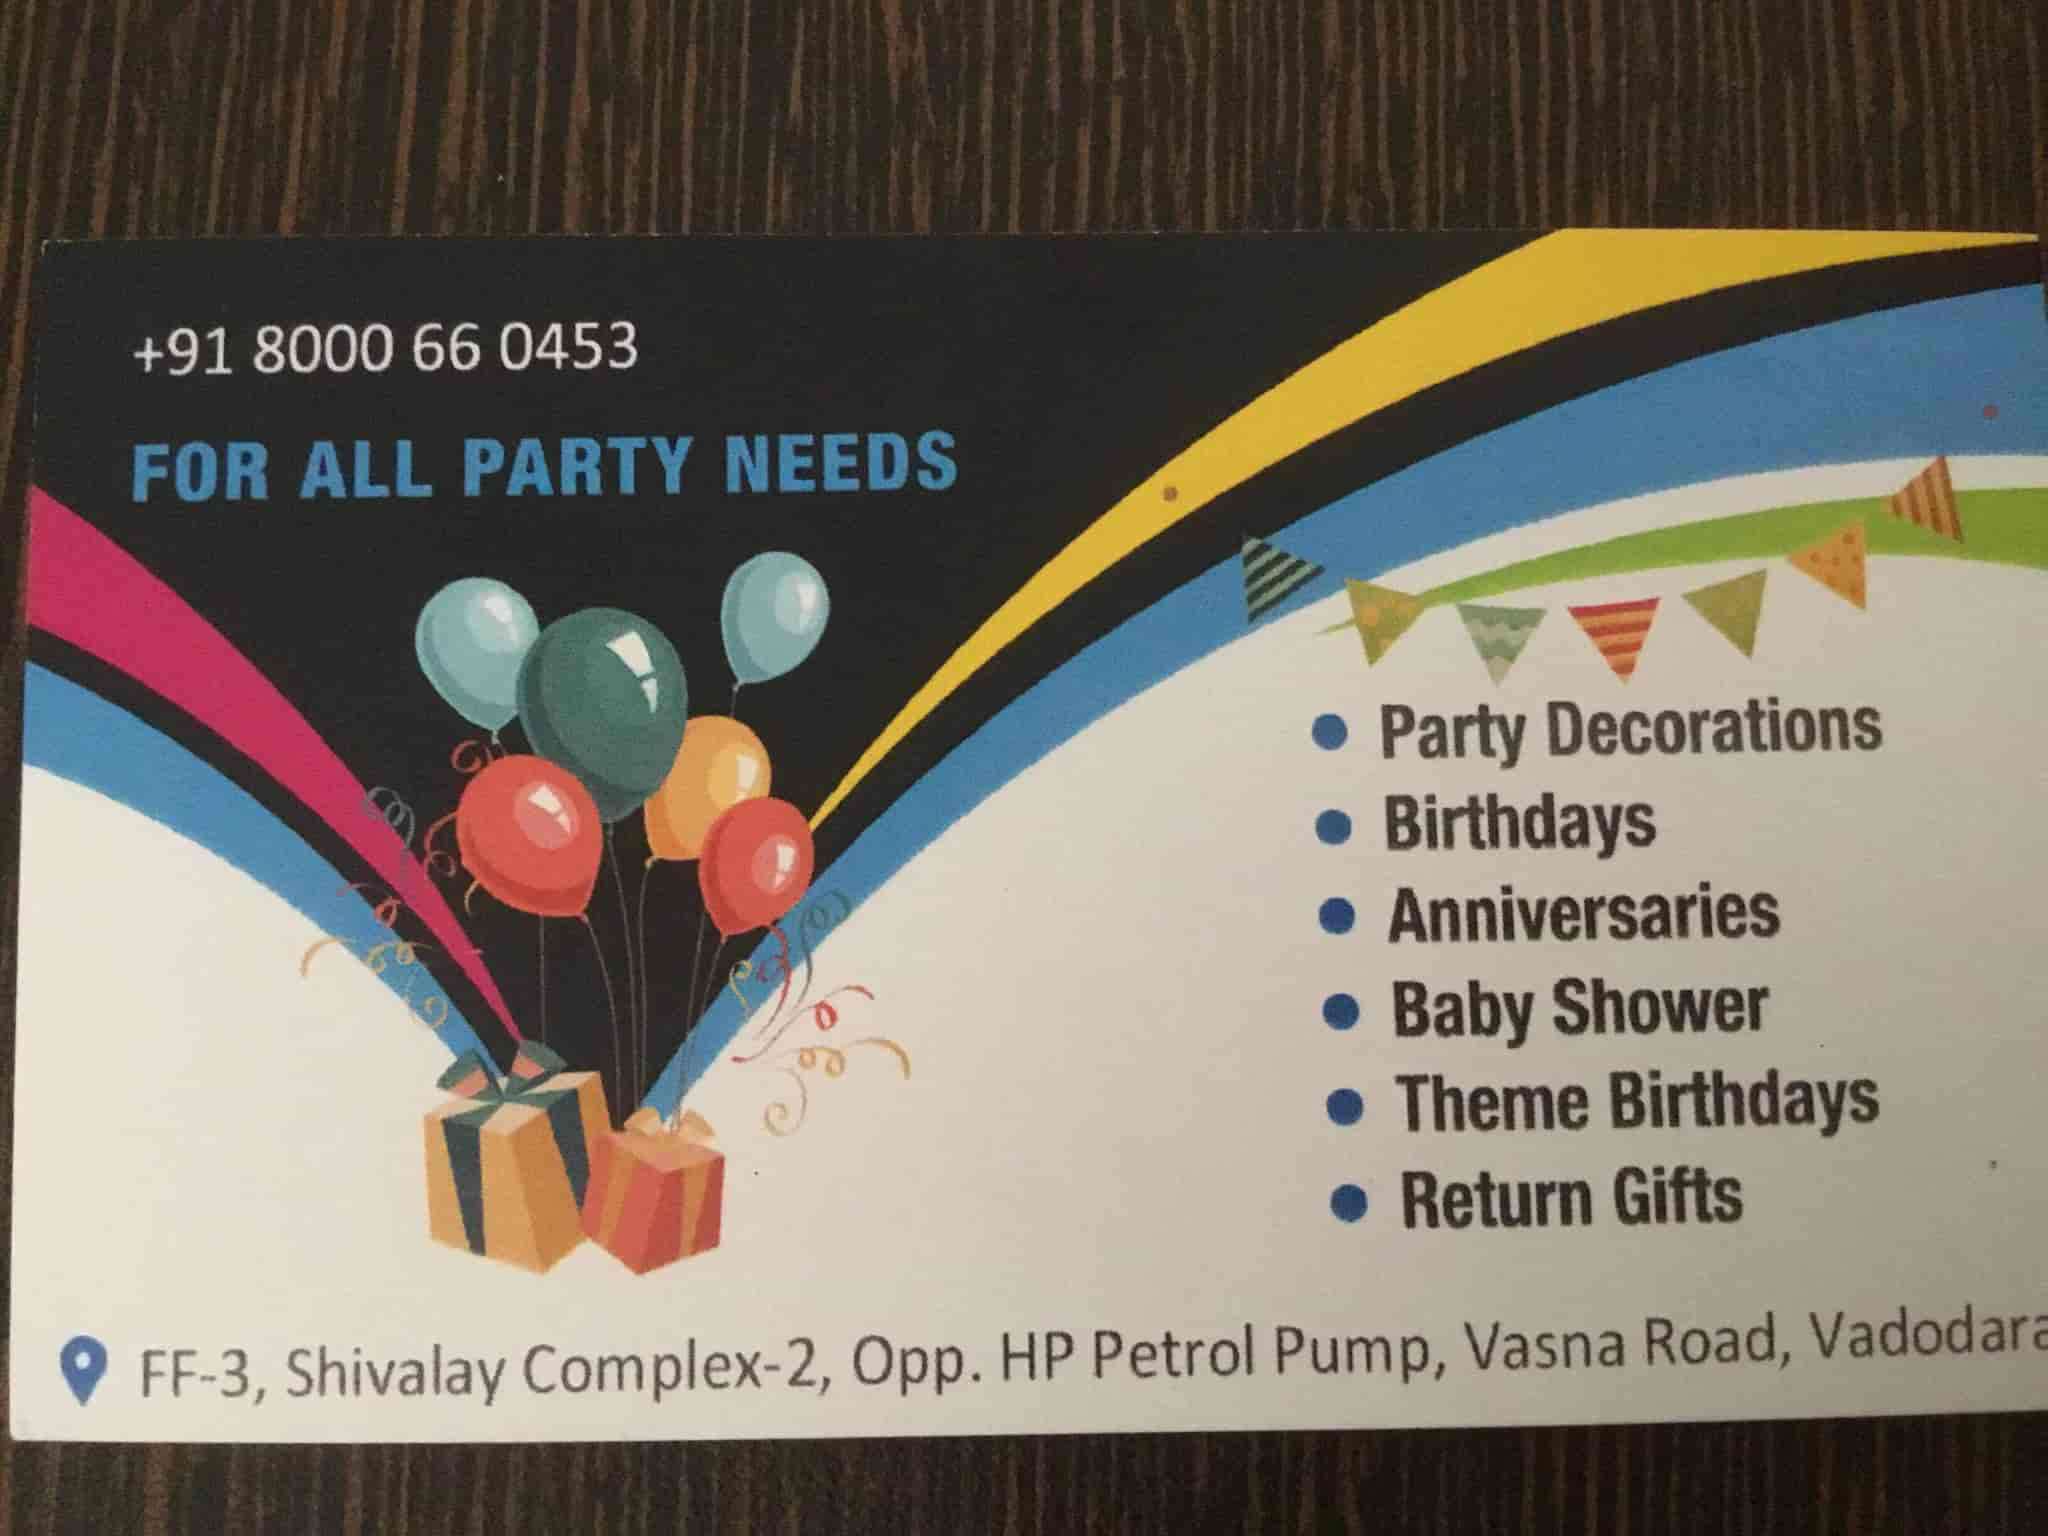 +91 8000 66 0453
FOR ALL PARTY NEEDS
• Party Decorations
• Birthdays
• Anniversaries
• Baby Shower
• Theme Birthdays
• Return Gifts
FF-3, Shivalay Complex-2, Opp. HP Petrol Pump, Vasna Road, Vadodara